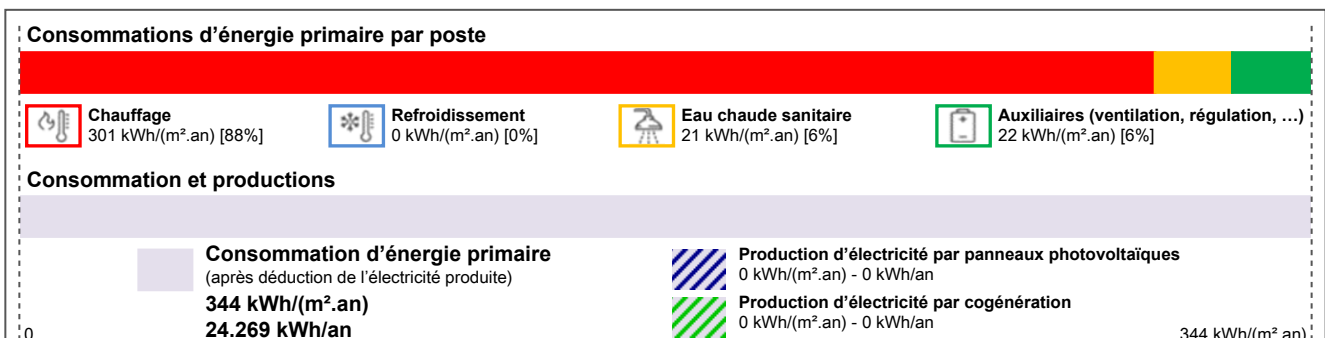 Consommations d'énergie primaire par poste
Chauffage
301 kWh/(m².an) [88%]
Refroidissement
0 kWh/(m².an) [0%]
Eau chaude sanitaire
21 kWh/(m².an) [6%]
Auxiliaires (ventilation, régulation, …)
22 kWh/(m².an) [6%]
Consommation et productions
Consommation d'énergie primaire
(après déduction de l'électricité produite)
344 kWh/(m².an)
24.269 kWh/an
Production d'électricité par panneaux photovoltaïques
0 kWh/(m².an) - 0 kWh/an
Production d'électricité par cogénération
0 kWh/(m².an) - 0 kWh/an
0
344 kWh/(m².an)